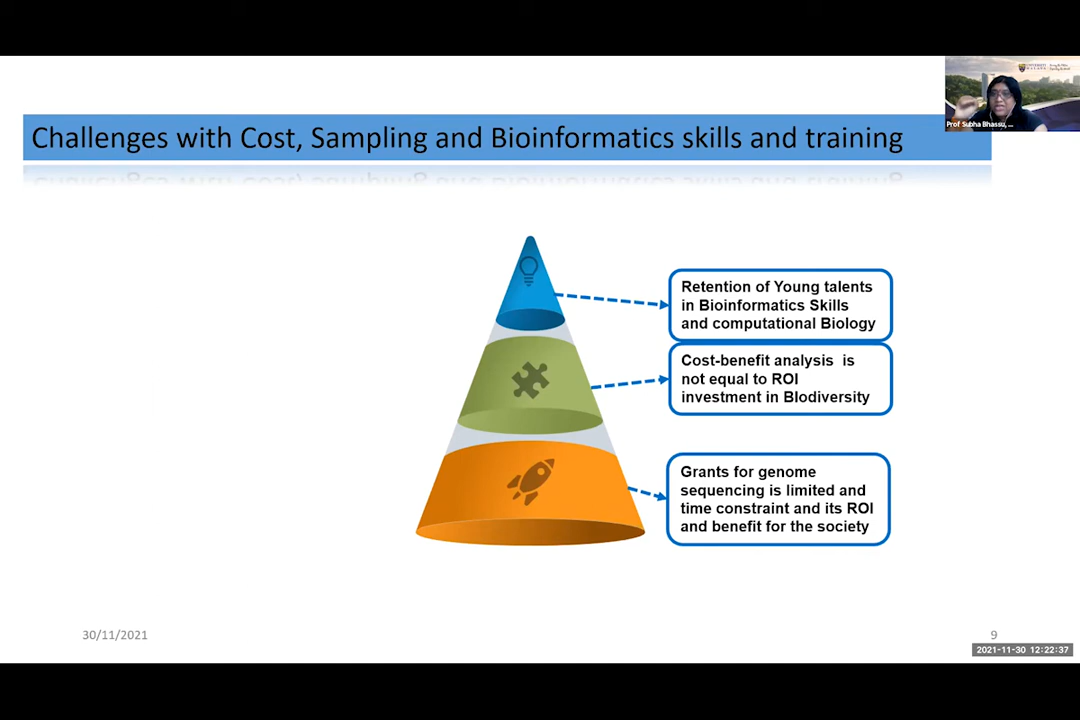 Challenges with Cost, Sampling and Bioinformatics skills and training
Prof Subha Bhassu, ...
Retention of Young talents
in Bioinformatics Skills
and computational Biology
Cost-benefit analysis is
not equal to ROI
investment in BIodiversity
Grants for genome
sequencing is limited and
time constraint and its ROI
and benefit for the society
30/11/2021
9
2021-11-30 12:22:37